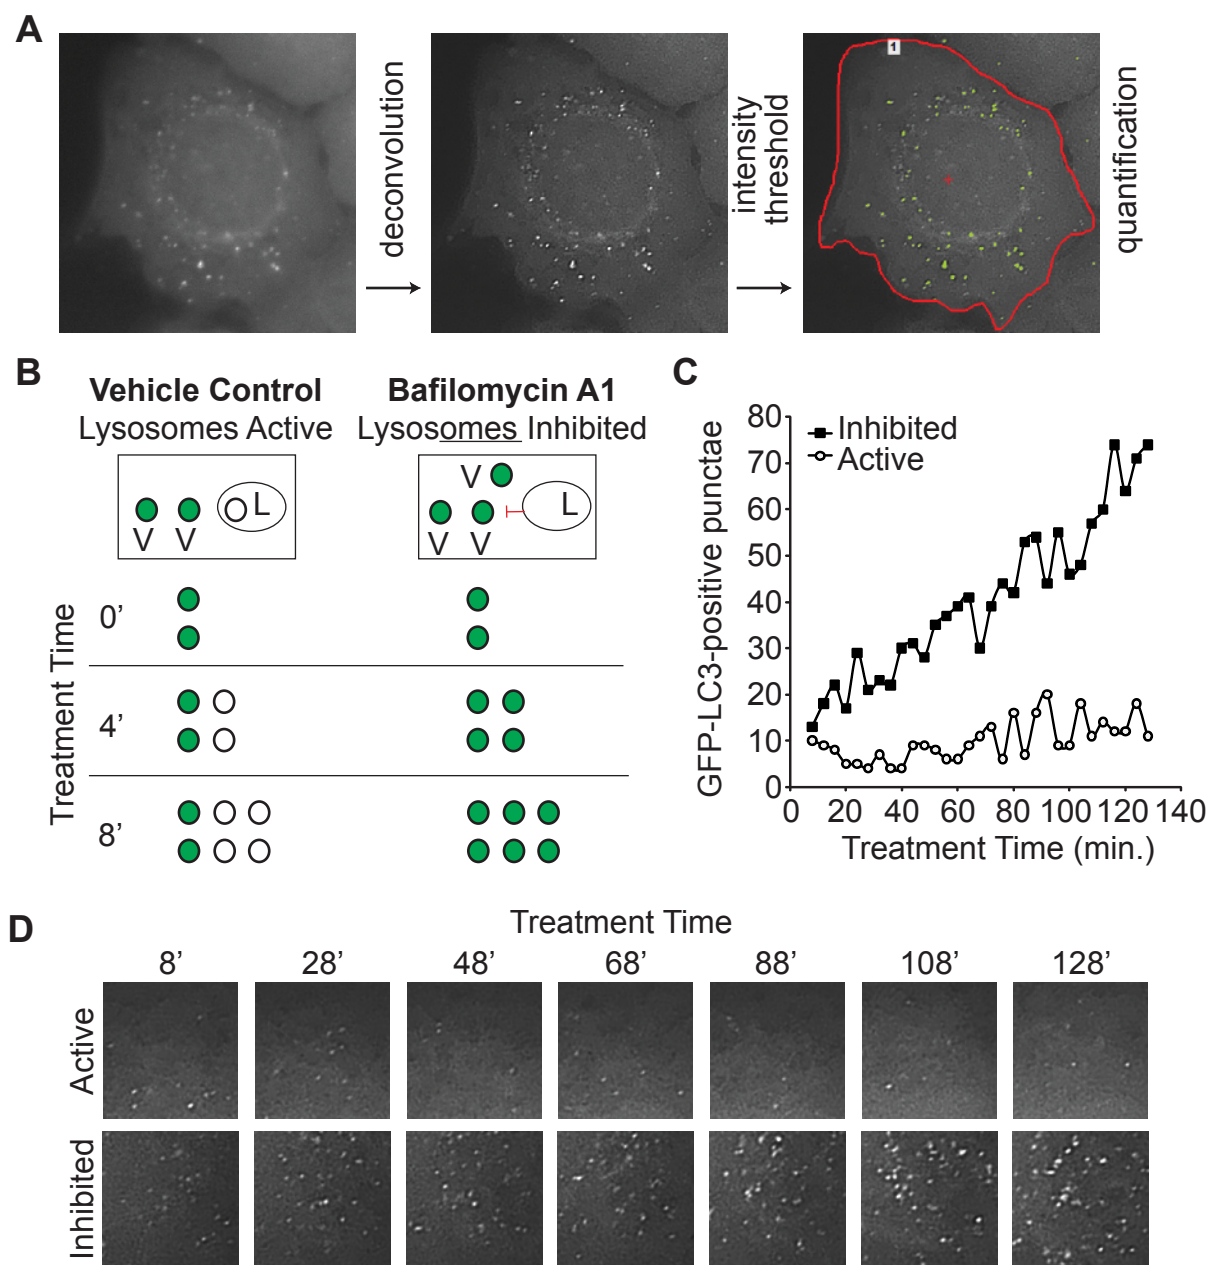 A
deconvolution
intensity
threshold
1
quantification
B
Vehicle Control
Lysosomes Active
Bafilomycin A1
Lysosomes Inhibited
L
V V
V
L
V V
Treatment Time
0’
4’
8’
C
GFP-LC3-positive punctae
80
70
60
50
40
30
20
10
0
Inhibited
Active
0 20 40 60 80 100 120 140
Treatment Time (min.)
D
Treatment Time
8’ 28’ 48’ 68’ 88’ 108’ 128’
Active
Inhibited